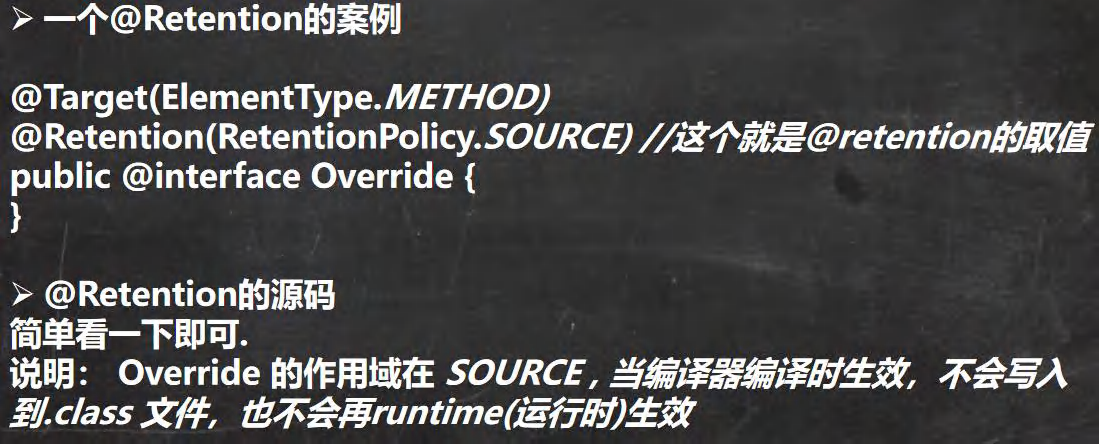 ➢ 一个@Retention的案例
@Target(ElementType.METHOD)
@Retention(RetentionPolicy.SOURCE) //这个就是@retention的取值
public @interface Override {
}
➢ @Retention的源码
简单看一下即可.
说明： Override 的作用域在 SOURCE , 当编译器编译时生效，不会写入
到.class 文件，也不会再runtime(运行时)生效